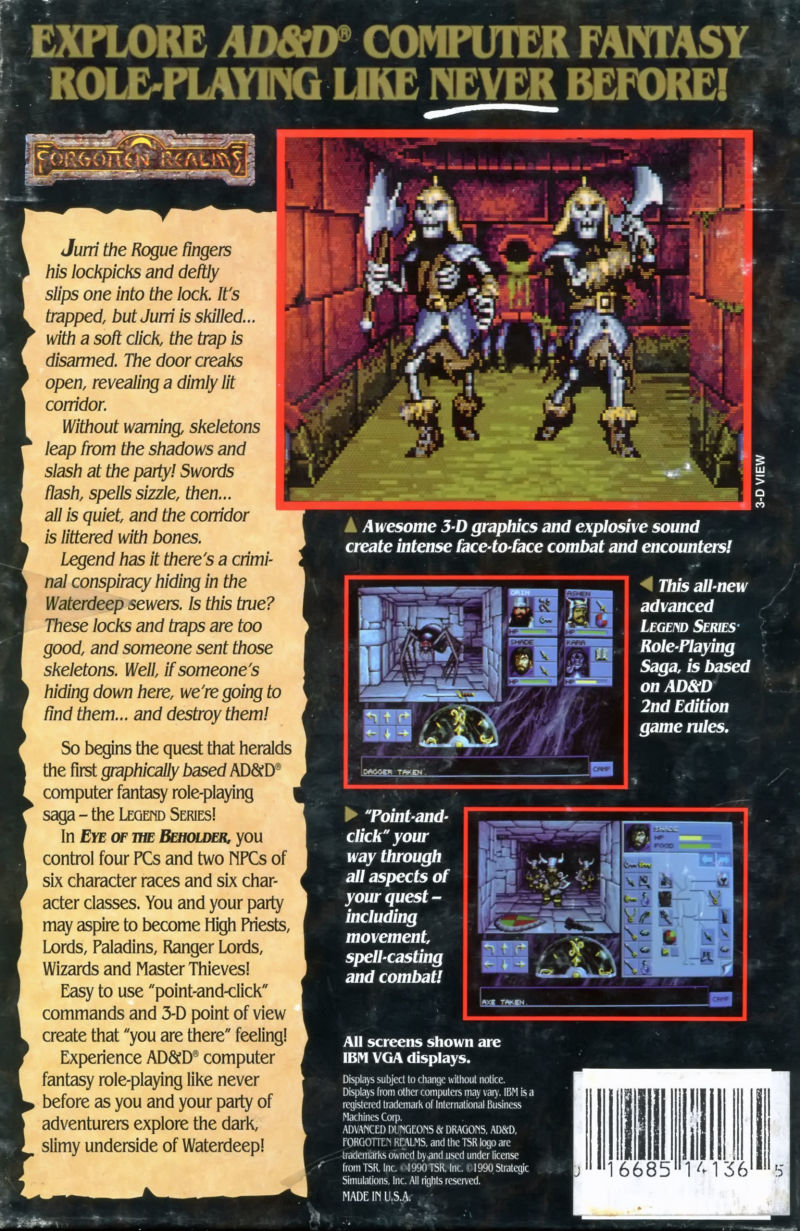 EXPLORE AD&D® COMPUTER FANTASY
ROLE-PLAYING LIKE NEVER BEFORE!
FORGOTTEN REALMS
Jurri the Rogue fingers
his lockpicks and deftly
slips one into the lock. It's
trapped, but Jurri is skilled...
with a soft click, the trap is
disarmed. The door creaks
open, revealing a dimly lit
corridor.
Without warning, skeletons
leap from the shadows and
slash at the party! Swords
flash, spells sizzle, then...
all is quiet, and the corridor
is littered with bones.
Legend has it there's a crimi-
nal conspiracy hiding in the
Waterdeep sewers. Is this true?
These locks and traps are too
good, and someone sent those
skeletons. Well, if someone's
hiding down here, we're going to
find them... and destroy them!
So begins the quest that heralds
the first graphically based AD&D®
computer fantasy role-playing
saga – the LEGEND SERIES!
In EYE OF THE BEHOLDER, you
control four PCs and two NPCs of
six character races and six char-
acter classes. You and your party
may aspire to become High Priests,
Lords, Paladins, Ranger Lords,
Wizards and Master Thieves!
Easy to use "point-and-click"
commands and 3-D point of view
create that "you are there" feeling!
Experience AD&D® computer
fantasy role-playing like never
before as you and your party of
adventurers explore the dark,
slimy underside of Waterdeep!
3-D VIEW
Awesome 3-D graphics and explosive sound
create intense face-to-face combat and encounters!
ORIN
ASHEN
HP
HP
SHADE
KARA
HP
HP
DAGGER TAKEN.
CAMP
This all-new
advanced
LEGEND SERIES
Role-Playing
Saga, is based
on AD&D
2nd Edition
game rules.
"Point-and-
click" your
way through
all aspects of
your quest –
including
movement,
spell-casting
and combat!
SHADE
HP
FOOD
AXE TAKEN.
CAMP
All screens shown are
IBM VGA displays.
Displays subject to change without notice.
Displays from other computers may vary. IBM is a
registered trademark of International Business
Machines Corp.
ADVANCED DUNGEONS & DRAGONS, AD&D,
FORGOTTEN REALMS, and the TSR logo are
trademarks owned by and used under license
from TSR, Inc. ©1990 TSR, Inc. ©1990 Strategic
Simulations, Inc. All rights reserved.
MADE IN U.S.A.
0 16685 14136 5